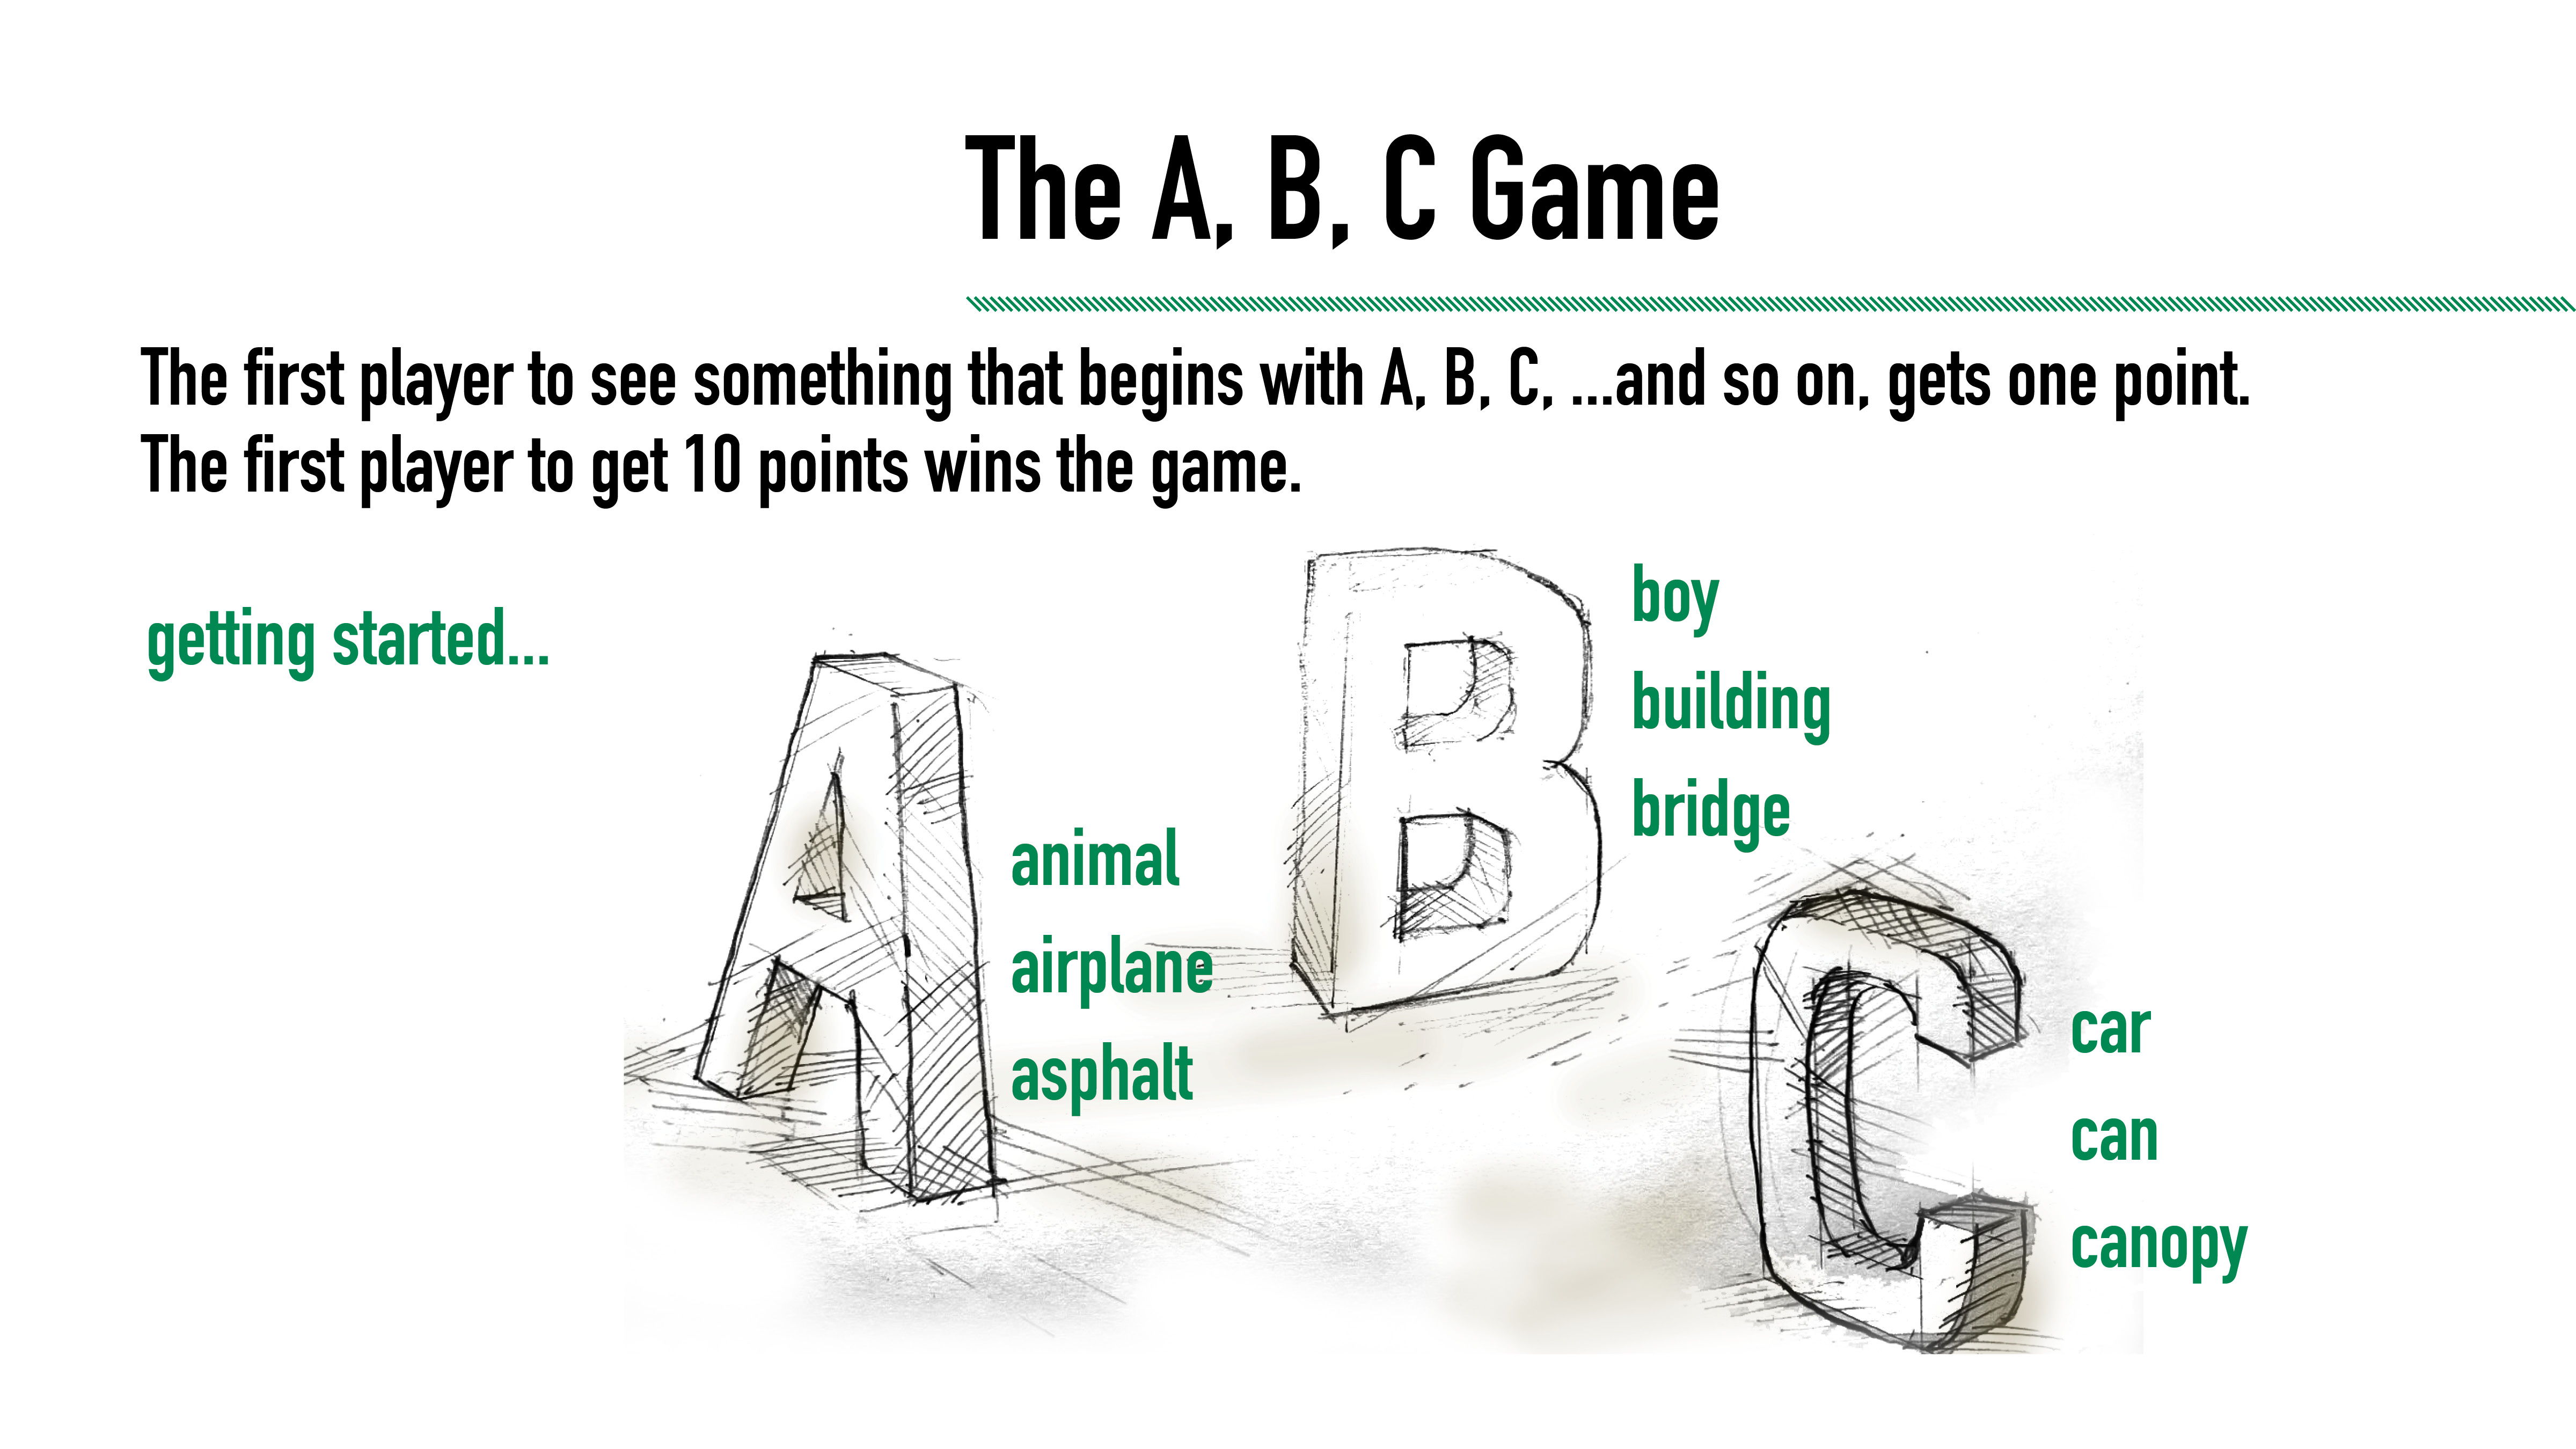 The A, B, C Game
The first player to see something that begins with A, B, C, ...and so on, gets one point.
The first player to get 10 points wins the game.
getting started...
A
animal
airplane
asphalt
B
boy
building
bridge
C
car
can
canopy